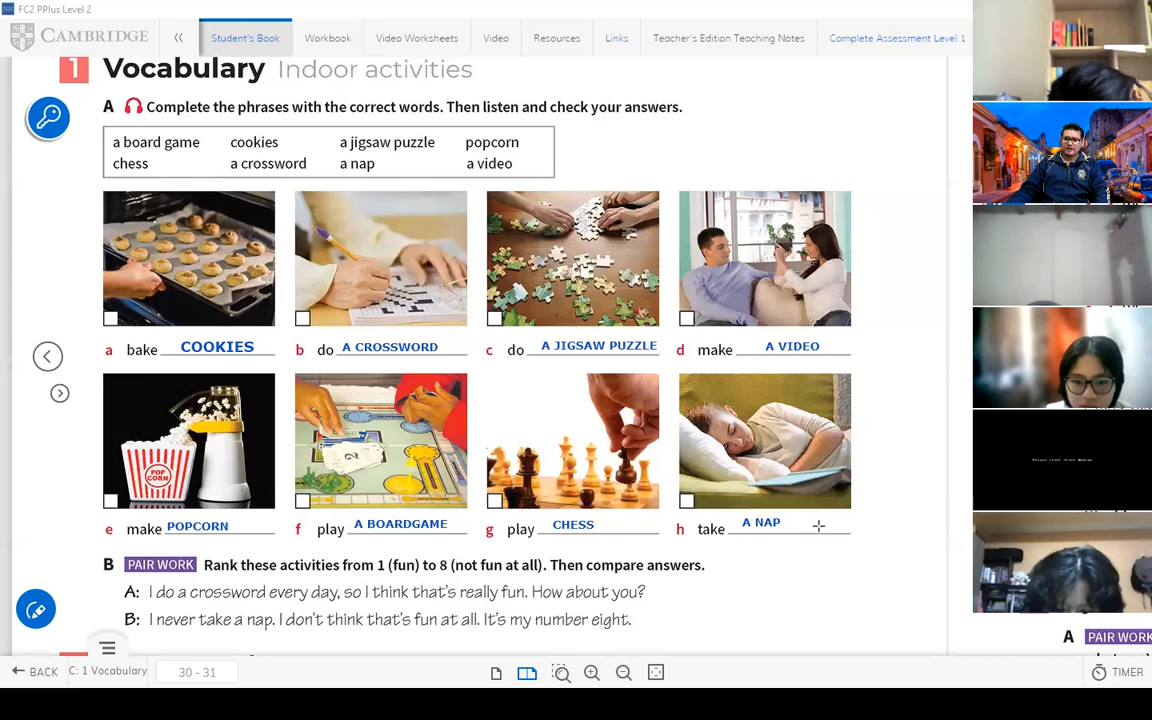 FC2 PPlus Level 2
CAMBRIDGE
Student's Book
Workbook
Video Worksheets
Video
Resources
Links
Teacher's Edition Teaching Notes
Complete Assessment Level 1
1 Vocabulary Indoor activities
A Complete the phrases with the correct words. Then listen and check your answers.
a board game cookies a jigsaw puzzle popcorn
chess a crossword a nap a video
a bake COOKIES
b do A CROSSWORD
c do A JIGSAW PUZZLE
d make A VIDEO
POP CORN
e make POPCORN
f play A BOARDGAME
g play CHESS
h take A NAP
B PAIR WORK Rank these activities from 1 (fun) to 8 (not fun at all). Then compare answers.
A: I do a crossword every day, so I think that's really fun. How about you?
B: I never take a nap. I don't think that's fun at all. It's my number eight.
A PAIR WORK
BACK
C: 1 Vocabulary
30 - 31
TIMER